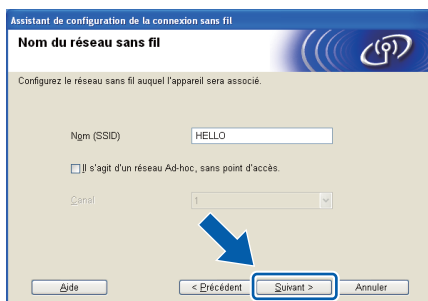 Assistant de configuration de la connexion sans fil
Nom du réseau sans fil
Configurez le réseau sans fil auquel l'appareil sera associé.
Nom (SSID) HELLO
Il s'agit d'un réseau Ad-hoc, sans point d'accès.
Canal 1
Aide < Précédent Suivant > Annuler